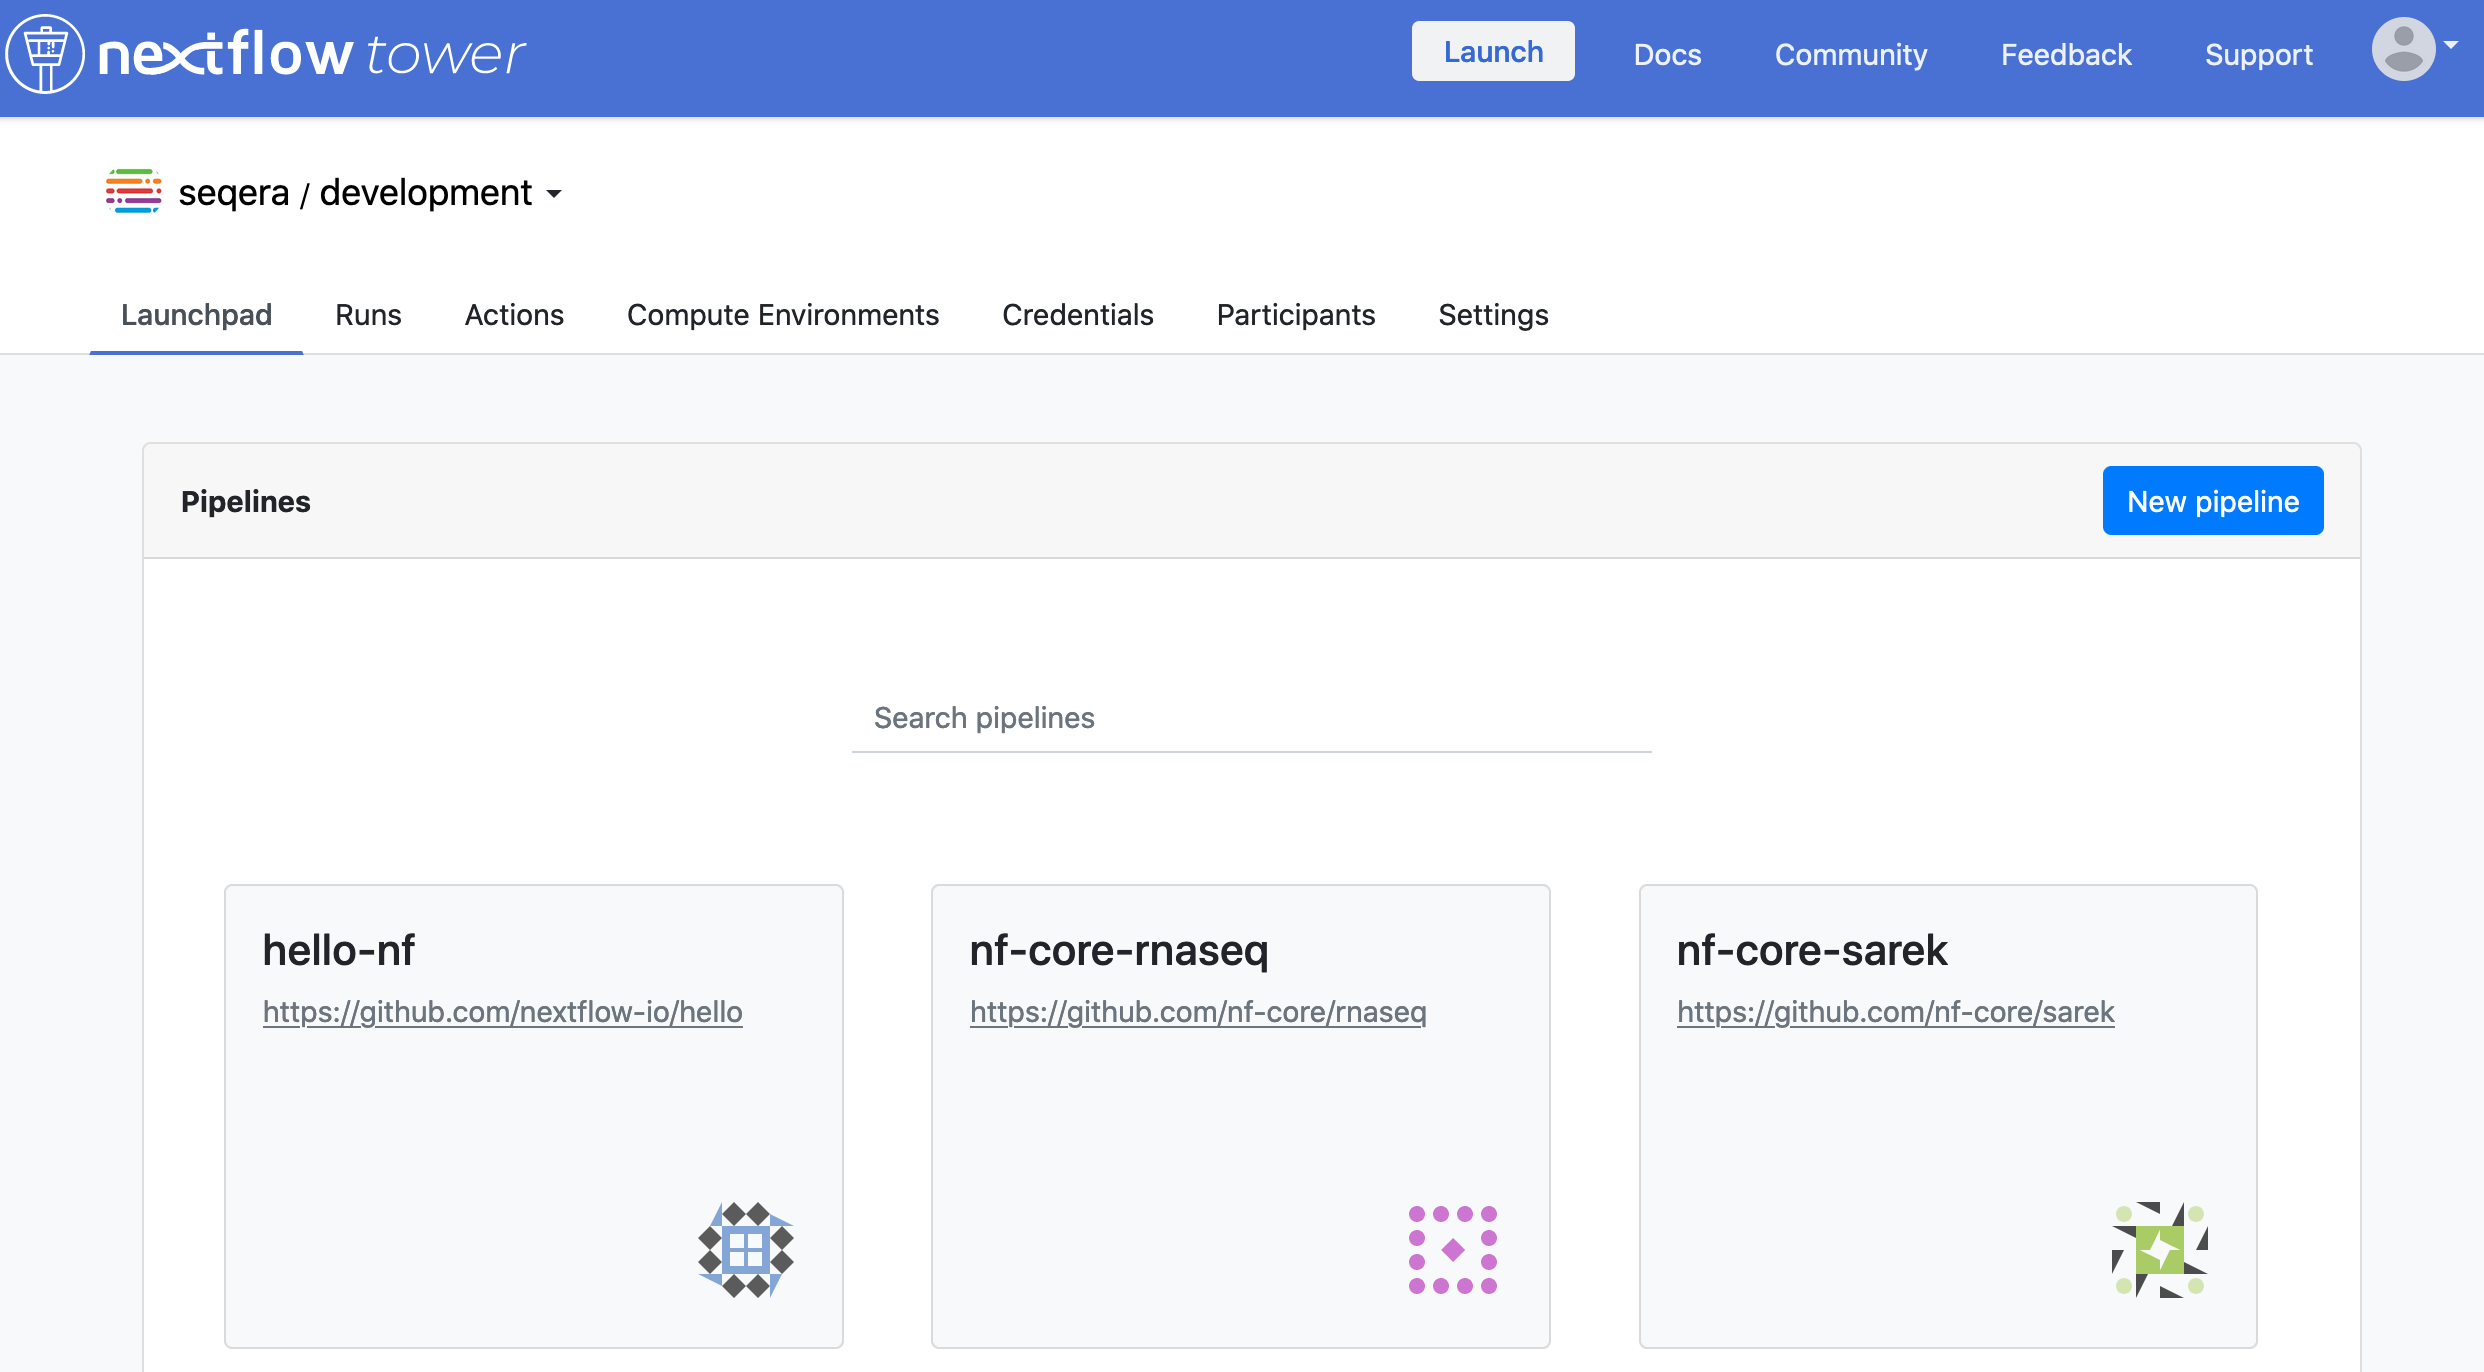 nextflow tower
Launch Docs Community Feedback Support
seqera / development
Launchpad Runs Actions Compute Environments Credentials Participants Settings
Pipelines New pipeline
Search pipelines
hello-nf
https://github.com/nextflow-io/hello
nf-core-rnaseq
https://github.com/nf-core/rnaseq
nf-core-sarek
https://github.com/nf-core/sarek